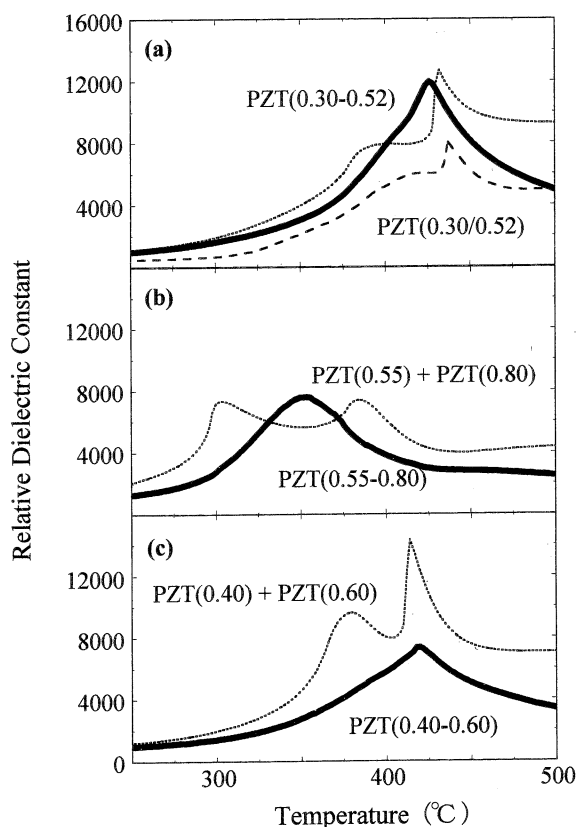 Relative Dielectric Constant
16000
(a)
12000
PZT(0.30-0.52)
8000
4000
PZT(0.30/0.52)
(b)
12000
PZT(0.55) + PZT(0.80)
8000
4000
PZT(0.55-0.80)
(c)
12000
PZT(0.40) + PZT(0.60)
8000
4000
PZT(0.40-0.60)
0
300 400 500
Temperature (℃)